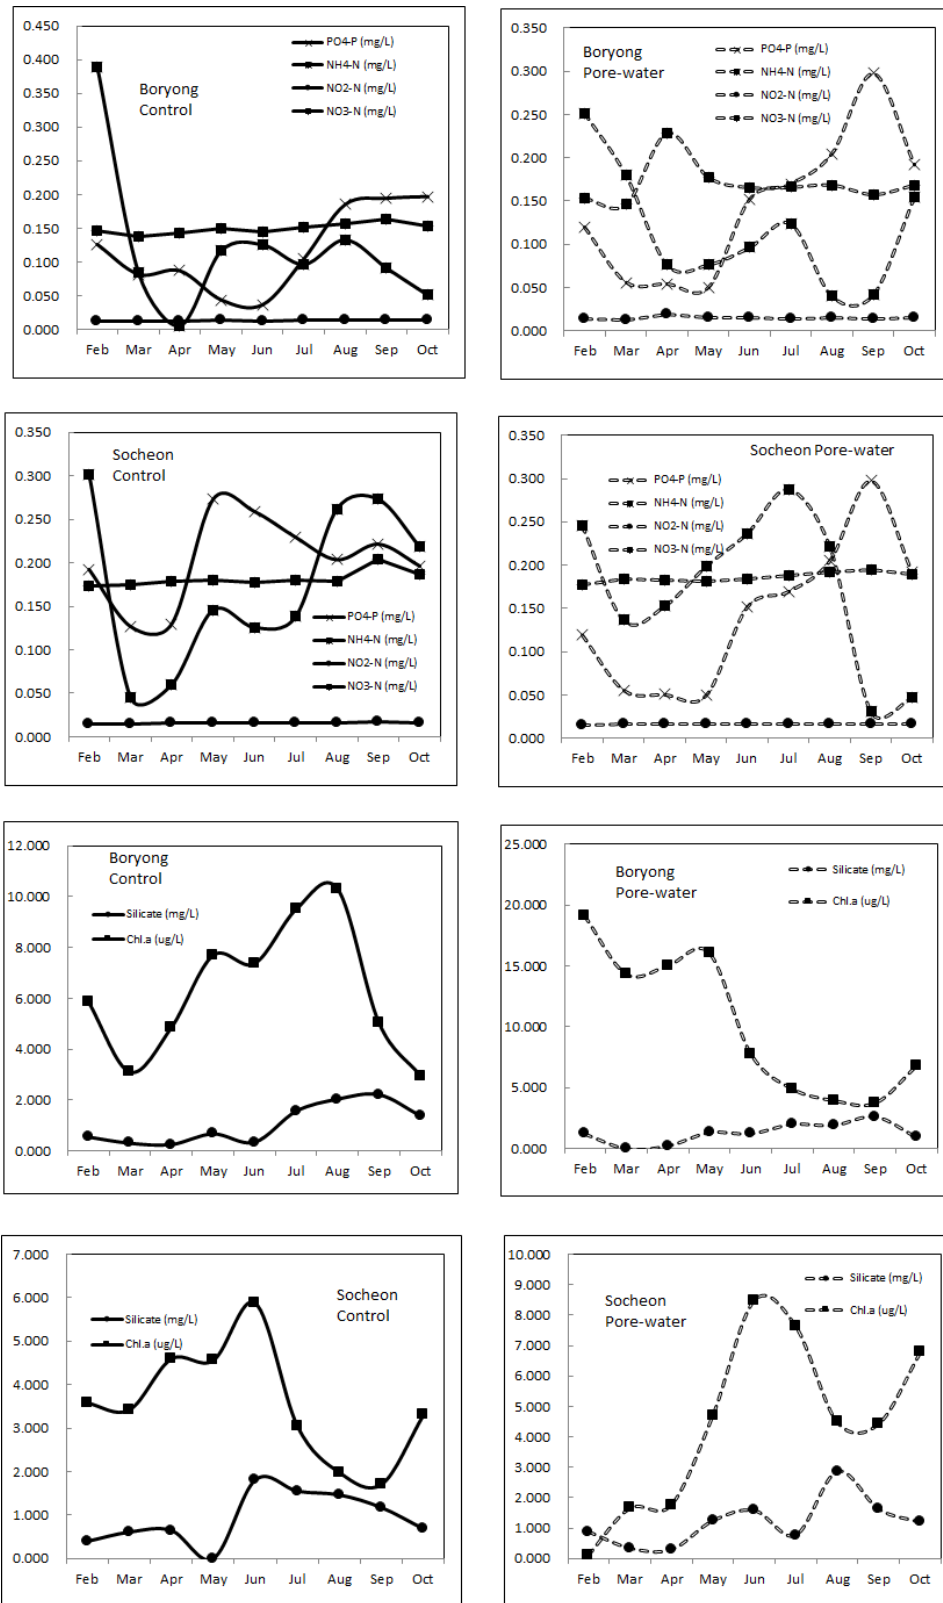 0.450
0.400
0.350
0.300
0.250
0.200
0.150
0.100
0.050
0.000
Boryong
Control
PO4-P (mg/L)
NH4-N (mg/L)
NO2-N (mg/L)
NO3-N (mg/L)
Feb Mar Apr May Jun Jul Aug Sep Oct
0.350
0.300
0.250
0.200
0.150
0.100
0.050
0.000
Boryong
Pore-water
PO4-P (mg/L)
NH4-N (mg/L)
NO2-N (mg/L)
NO3-N (mg/L)
Feb Mar Apr May Jun Jul Aug Sep Oct
0.350
0.300
0.250
0.200
0.150
0.100
0.050
0.000
Socheon
Control
PO4-P (mg/L)
NH4-N (mg/L)
NO2-N (mg/L)
NO3-N (mg/L)
Feb Mar Apr May Jun Jul Aug Sep Oct
0.350
0.300
0.250
0.200
0.150
0.100
0.050
0.000
Socheon Pore-water
PO4-P (mg/L)
NH4-N (mg/L)
NO2-N (mg/L)
NO3-N (mg/L)
Feb Mar Apr May Jun Jul Aug Sep Oct
12.000
10.000
8.000
6.000
4.000
2.000
0.000
Boryong
Control
Silicate (mg/L)
Chl.a (ug/L)
Feb Mar Apr May Jun Jul Aug Sep Oct
25.000
20.000
15.000
10.000
5.000
0.000
Boryong
Pore-water
Silicate (mg/L)
Chl.a (ug/L)
Feb Mar Apr May Jun Jul Aug Sep Oct
7.000
6.000
5.000
4.000
3.000
2.000
1.000
0.000
Socheon
Control
Silicate (mg/L)
Chl.a (ug/L)
Feb Mar Apr May Jun Jul Aug Sep Oct
10.000
9.000
8.000
7.000
6.000
5.000
4.000
3.000
2.000
1.000
0.000
Socheon
Pore-water
Silicate (mg/L)
Chl.a (ug/L)
Feb Mar Apr May Jun Jul Aug Sep Oct